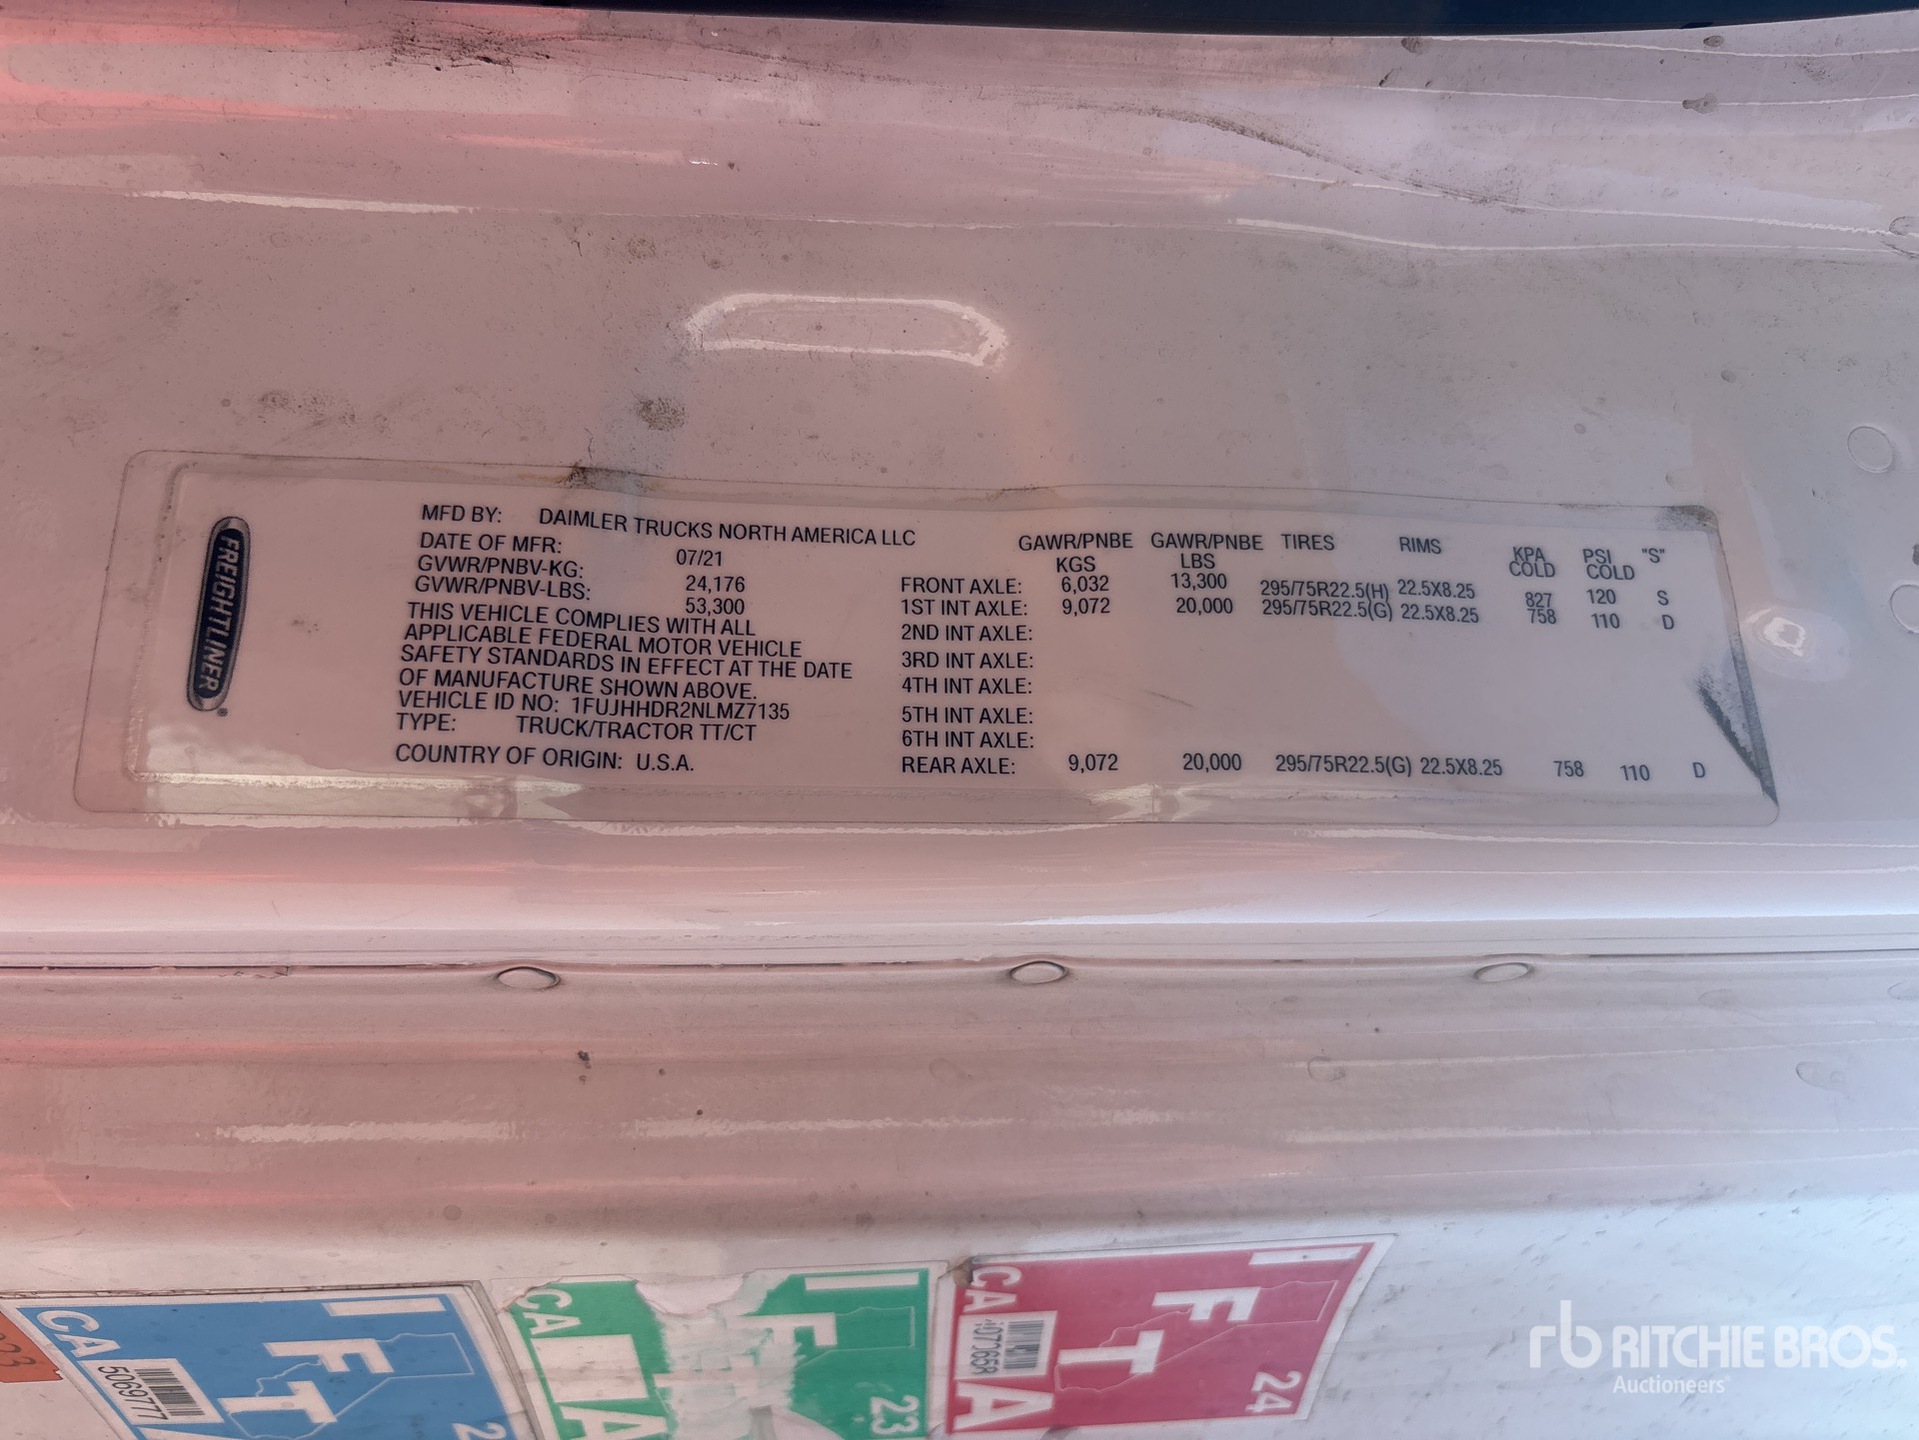 FREIGHTLINER
MFD BY: DAIMLER TRUCKS NORTH AMERICA LLC
DATE OF MFR: 07/21
GVWR/PNBV-KG: 24,176
GVWR/PNBV-LBS: 53,300
THIS VEHICLE COMPLIES WITH ALL
APPLICABLE FEDERAL MOTOR VEHICLE
SAFETY STANDARDS IN EFFECT AT THE DATE
OF MANUFACTURE SHOWN ABOVE.
VEHICLE ID NO: 1FUJHHDR2NLMZ7135
TYPE: TRUCK/TRACTOR TT/CT
COUNTRY OF ORIGIN: U.S.A.
GAWR/PNBE KGS GAWR/PNBE LBS TIRES RIMS KPA COLD PSI COLD "S"
FRONT AXLE: 6,032 13,300 295/75R22.5(H) 22.5X8.25 827 120 S
1ST INT AXLE: 9,072 20,000 295/75R22.5(G) 22.5X8.25 758 110 D
2ND INT AXLE:
3RD INT AXLE:
4TH INT AXLE:
5TH INT AXLE:
6TH INT AXLE:
REAR AXLE: 9,072 20,000 295/75R22.5(G) 22.5X8.25 758 110 D
IFT
CA
5069777
IFT
CA
A
23
IFTA
CA
24
rb RITCHIE BROS.
Auctioneers